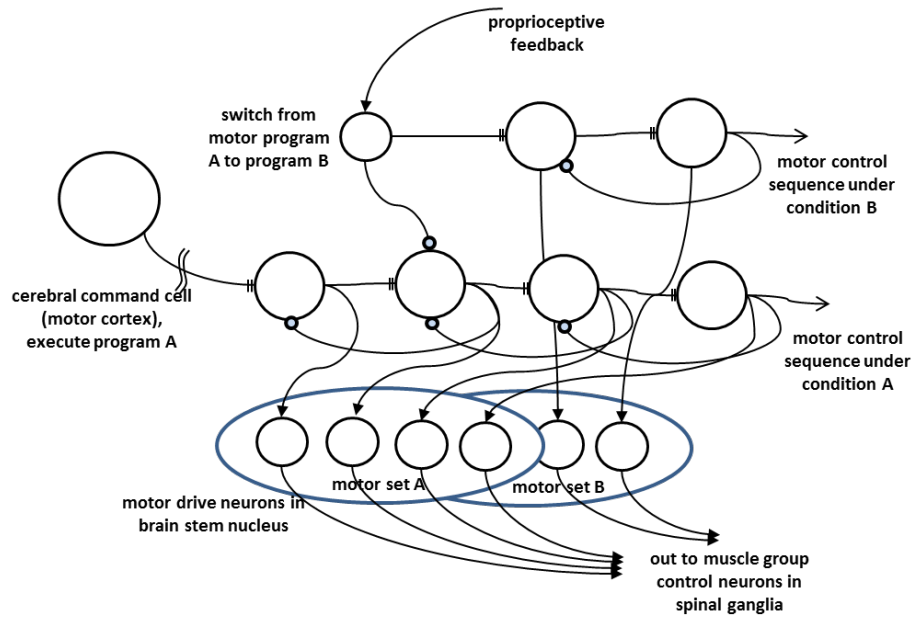 proprioceptive
feedback
switch from
motor program
A to program B
motor control
sequence under
condition B
cerebral command cell
(motor cortex),
execute program A
motor control
sequence under
condition A
motor set A
motor set B
motor drive neurons in
brain stem nucleus
out to muscle group
control neurons in
spinal ganglia